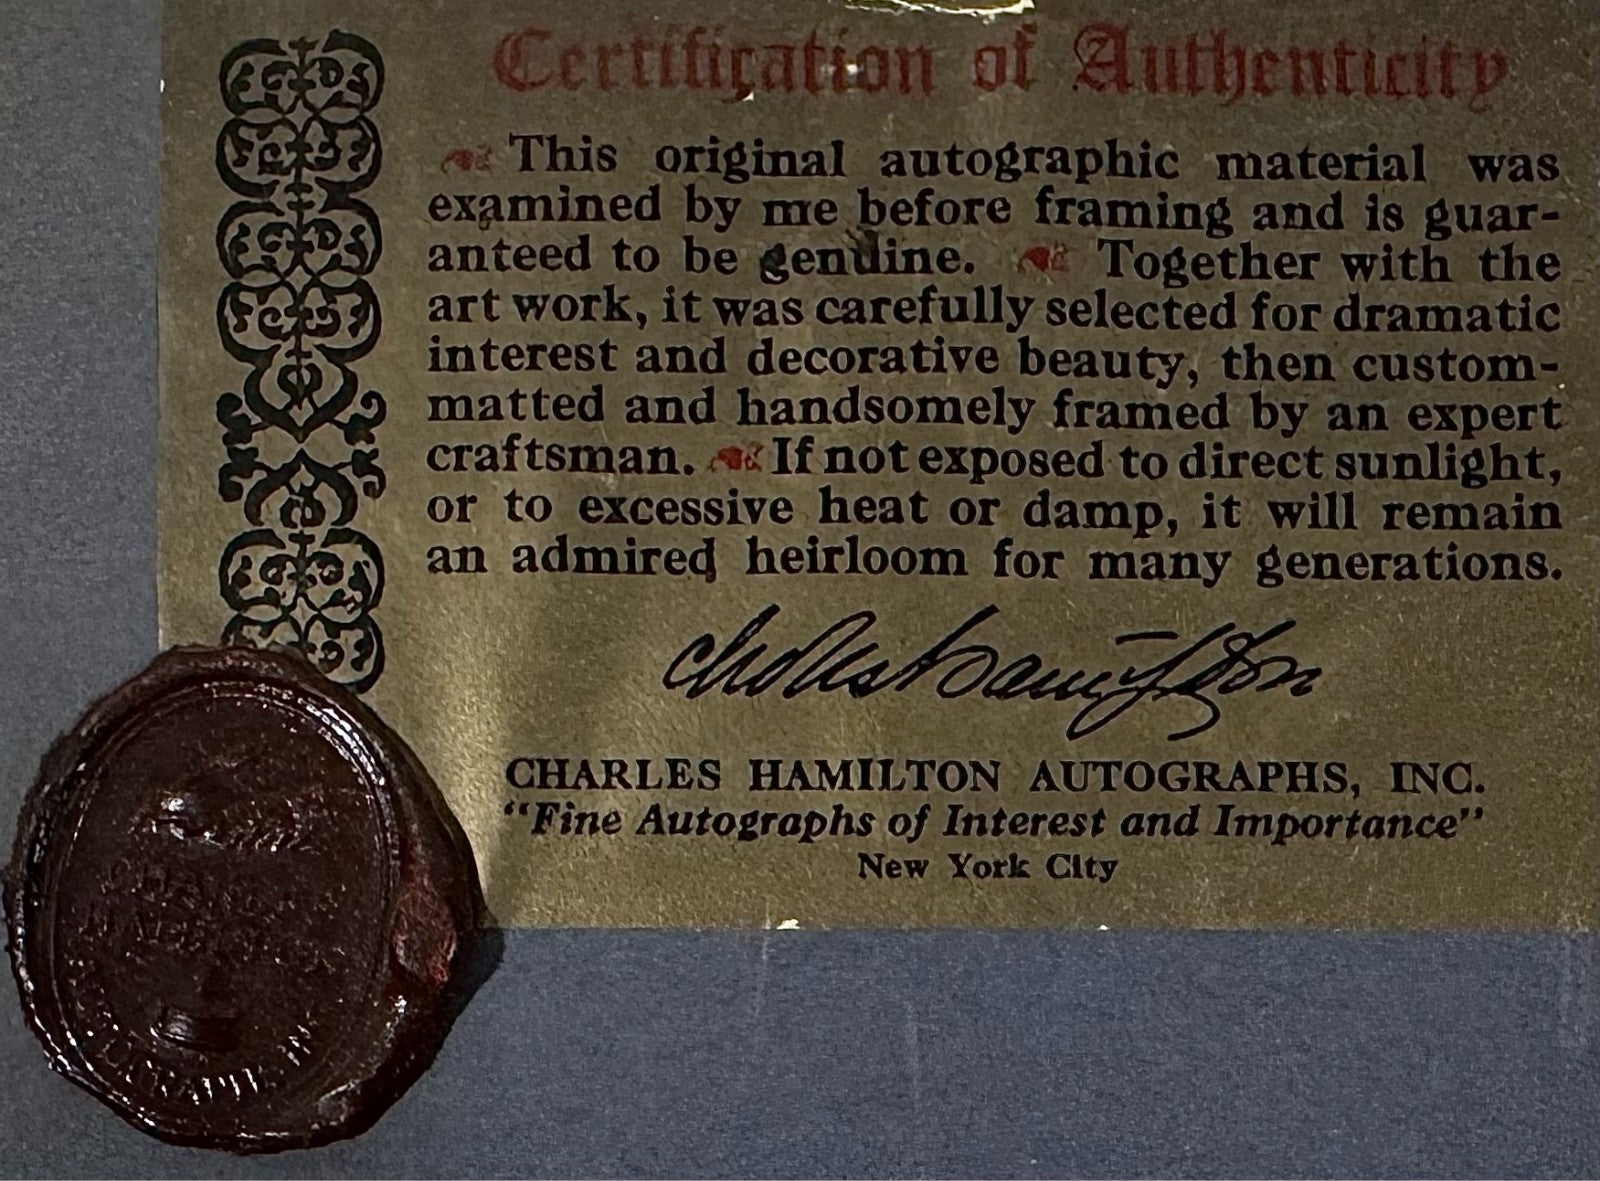 Certification of Authenticity
This original autographic material was
examined by me before framing and is guar-
anteed to be genuine. Together with the
art work, it was carefully selected for dramatic
interest and decorative beauty, then custom-
matted and handsomely framed by an expert
craftsman. If not exposed to direct sunlight,
or to excessive heat or damp, it will remain
an admired heirloom for many generations.
Charles Hamilton
CHARLES HAMILTON AUTOGRAPHS, INC.
“Fine Autographs of Interest and Importance”
New York City